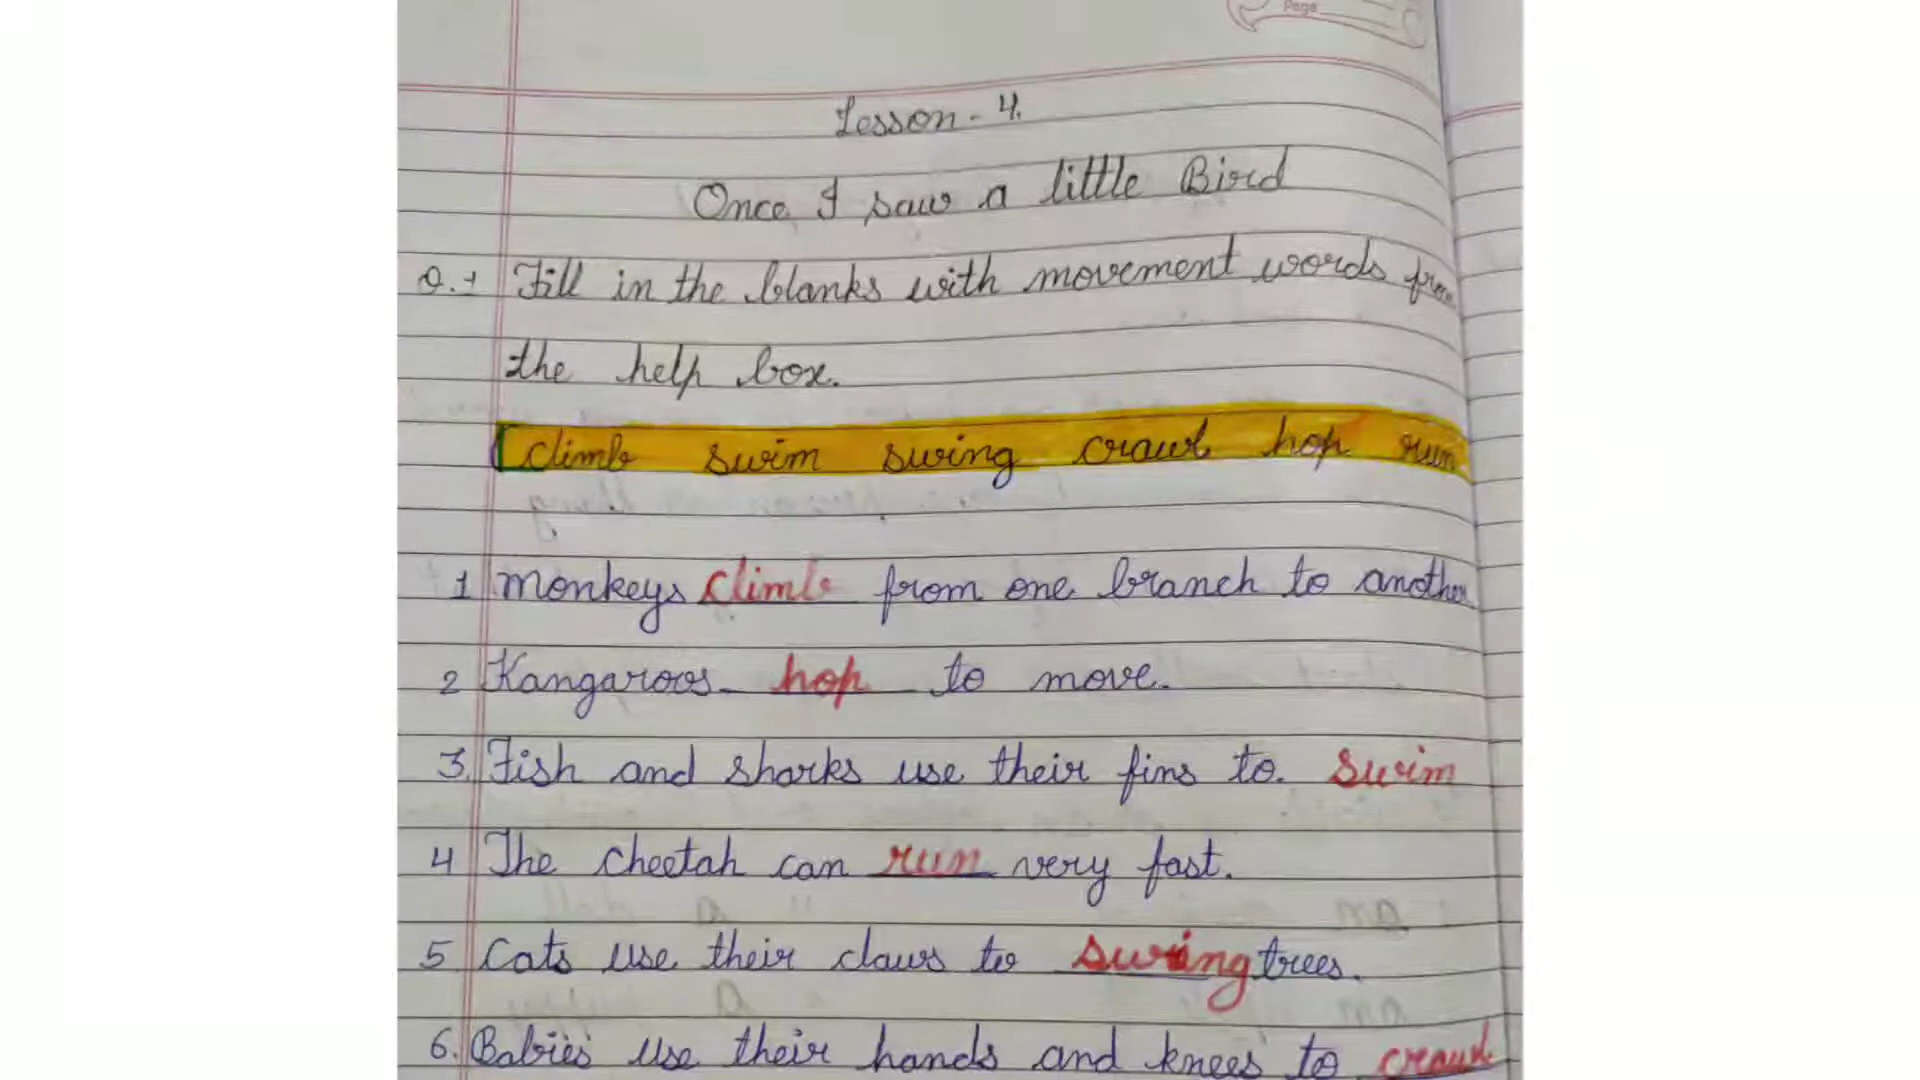 Page
Lesson - 4.
Once I saw a little Bird
Q.1 Fill in the blanks with movement words from
the help box.
climb swim swing crawl hop run
1 Monkeys climb from one branch to another
2 Kangaroos hop to move.
3. Fish and sharks use their fins to. swim
4 The cheetah can run very fast.
5 Cats use their claws to swing trees.
6. Babies use their hands and knees to crawl